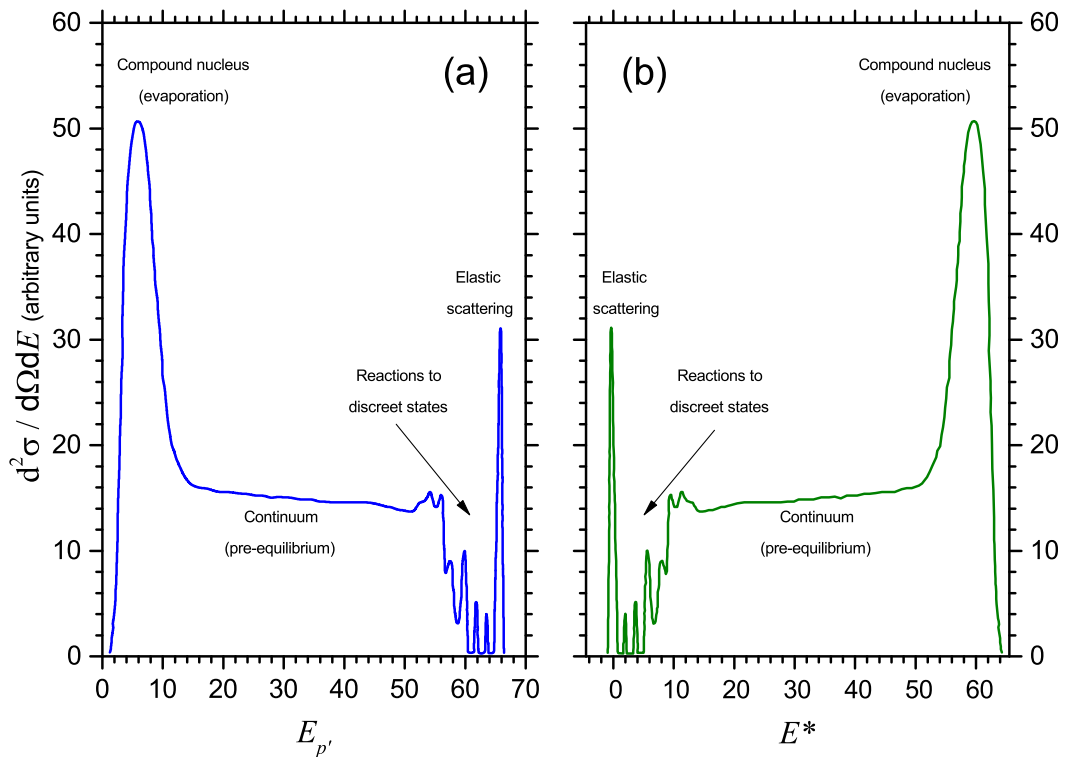 d²σ / dΩdE (arbitrary units)
60
50
40
30
20
10
0
(a)
Compound nucleus
(evaporation)
Elastic
scattering
Reactions to
discreet states
Continuum
(pre-equilibrium)
0 10 20 30 40 50 60 70
E_p'
(b)
Compound nucleus
(evaporation)
Elastic
scattering
Reactions to
discreet states
Continuum
(pre-equilibrium)
60
50
40
30
20
10
0
0 10 20 30 40 50 60
E*